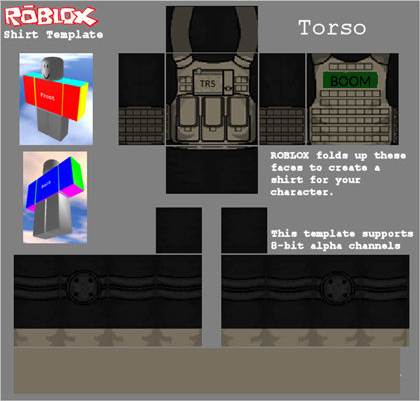 ROBLOX
Shirt Template
Torso
Front
TRS
BOOM
Back
ROBLOX folds up these
faces to create a
shirt for your
character.
This template supports
8-bit alpha channels